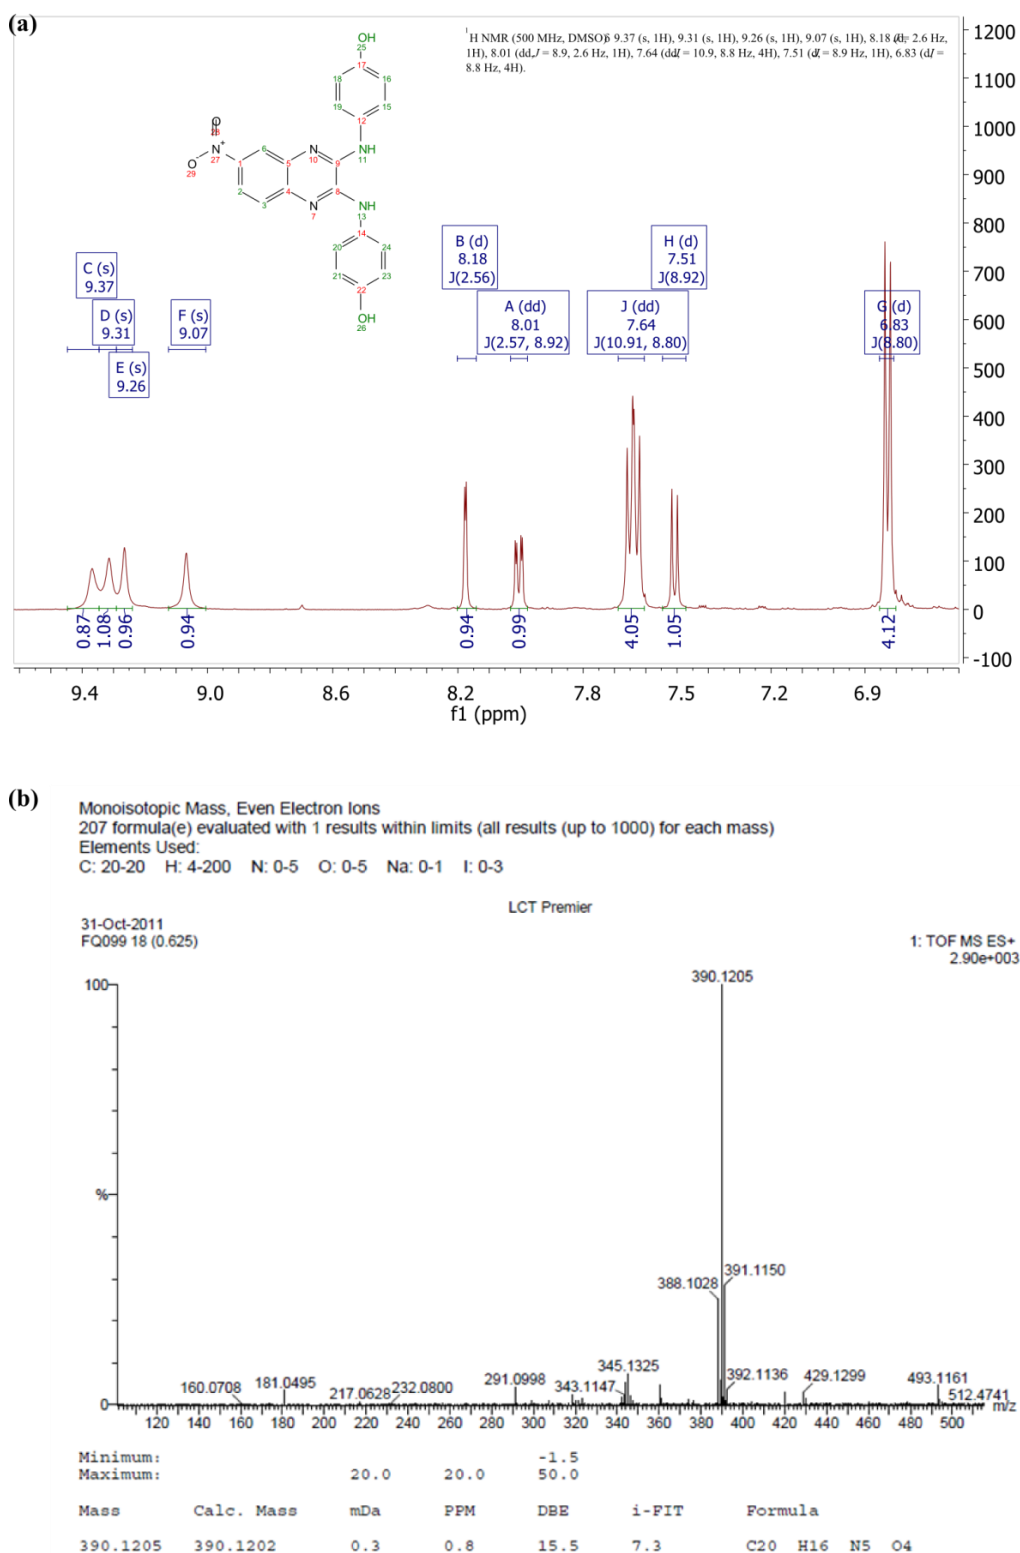 (a)
1H NMR (500 MHz, DMSO) δ 9.37 (s, 1H), 9.31 (s, 1H), 9.26 (s, 1H), 9.07 (s, 1H), 8.18 (d, J = 2.6 Hz,
1H), 8.01 (dd, J = 8.9, 2.6 Hz, 1H), 7.64 (dd, J = 10.9, 8.8 Hz, 4H), 7.51 (d, J = 8.9 Hz, 1H), 6.83 (d, J =
8.8 Hz, 4H).
OH
25
17
18 16
19 15
12
O
28
N+
27
O-
29
1
6
5
N
10
9
NH
11
2
3
4
N
7
8
NH
13
14
20 24
21 23
22
OH
26
C (s)
9.37
D (s)
9.31
E (s)
9.26
F (s)
9.07
B (d)
8.18
J(2.56)
A (dd)
8.01
J(2.57, 8.92)
J (dd)
7.64
J(10.91, 8.80)
H (d)
7.51
J(8.92)
G (d)
6.83
J(8.80)
1200
1100
1000
900
800
700
600
500
400
300
200
100
0
-100
0.87 1.08 0.96 0.94 0.94 0.99 4.05 1.05 4.12
9.4 9.0 8.6 8.2 7.8 7.5 7.2 6.9
f1 (ppm)
(b)
Monoisotopic Mass, Even Electron Ions
207 formula(e) evaluated with 1 results within limits (all results (up to 1000) for each mass)
Elements Used:
C: 20-20 H: 4-200 N: 0-5 O: 0-5 Na: 0-1 I: 0-3
LCT Premier
31-Oct-2011
FQ099 18 (0.625)
1: TOF MS ES+
2.90e+003
100
%
0
390.1205
388.1028
391.1150
345.1325
343.1147
392.1136
429.1299
493.1161
512.4741
291.0998
232.0800
217.0628
181.0495
160.0708
m/z
120 140 160 180 200 220 240 260 280 300 320 340 360 380 400 420 440 460 480 500
Minimum: -1.5
Maximum: 20.0 20.0 50.0
Mass Calc. Mass mDa PPM DBE i-FIT Formula
390.1205 390.1202 0.3 0.8 15.5 7.3 C20 H16 N5 O4